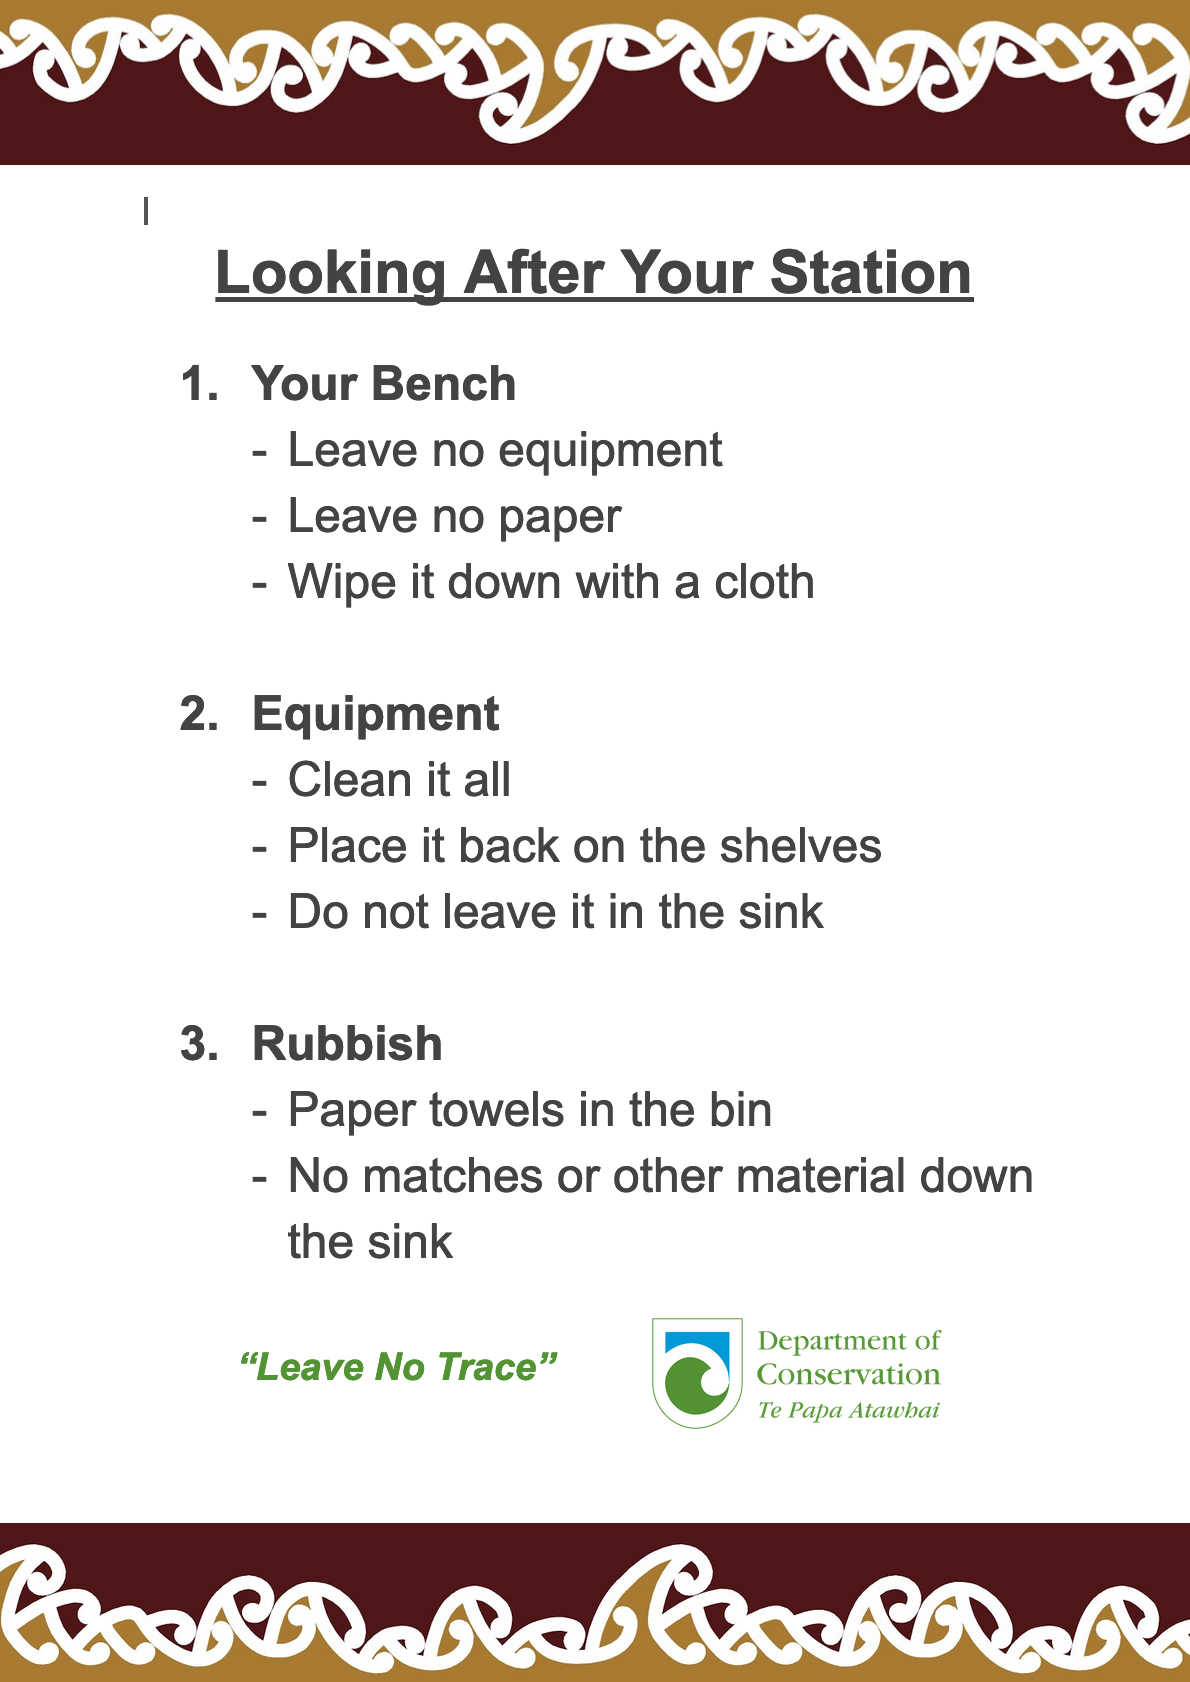 Looking After Your Station
1. Your Bench
- Leave no equipment
- Leave no paper
- Wipe it down with a cloth
2. Equipment
- Clean it all
- Place it back on the shelves
- Do not leave it in the sink
3. Rubbish
- Paper towels in the bin
- No matches or other material down
the sink
“Leave No Trace”
Department of
Conservation
Te Papa Atawhai